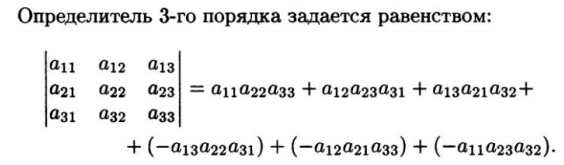 Определитель 3-го порядка задается равенством:
|a₁₁ a₁₂ a₁₃|
|a₂₁ a₂₂ a₂₃| = a₁₁a₂₂a₃₃ + a₁₂a₂₃a₃₁ + a₁₃a₂₁a₃₂+
|a₃₁ a₃₂ a₃₃|
+ (−a₁₃a₂₂a₃₁) + (−a₁₂a₂₁a₃₃) + (−a₁₁a₂₃a₃₂).